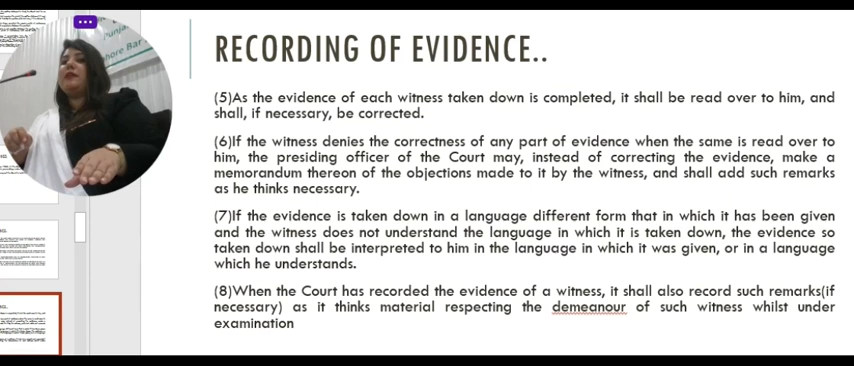 Punja
hore Bar
RECORDING OF EVIDENCE..
(5)As the evidence of each witness taken down is completed, it shall be read over to him, and
shall, if necessary, be corrected.
(6)If the witness denies the correctness of any part of evidence when the same is read over to
him, the presiding officer of the Court may, instead of correcting the evidence, make a
memorandum thereon of the objections made to it by the witness, and shall add such remarks
as he thinks necessary.
(7)If the evidence is taken down in a language different form that in which it has been given
and the witness does not understand the language in which it is taken down, the evidence so
taken down shall be interpreted to him in the language in which it was given, or in a language
which he understands.
(8)When the Court has recorded the evidence of a witness, it shall also record such remarks(if
necessary) as it thinks material respecting the demeanour of such witness whilst under
examination